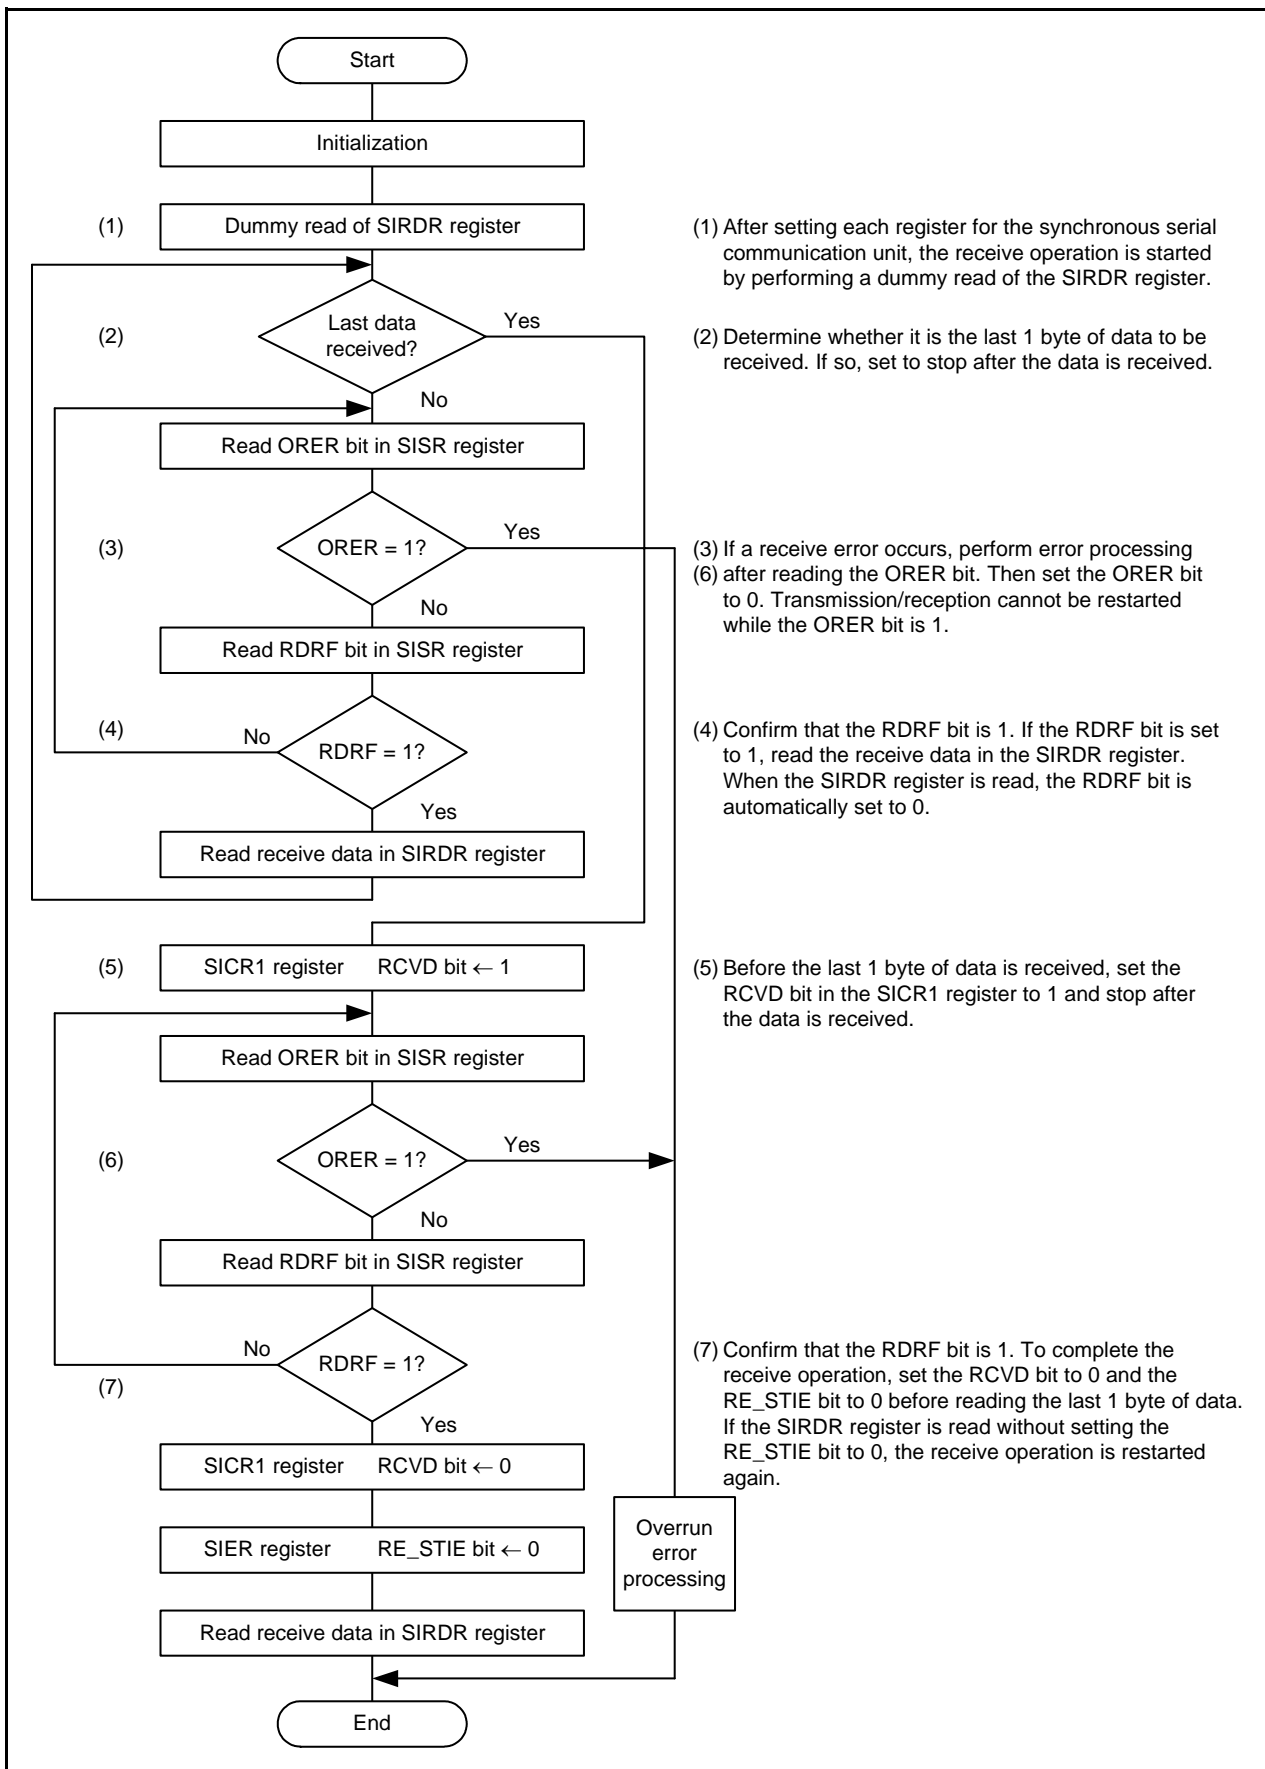 Start
Initialization
(1)
Dummy read of SIRDR register
(1) After setting each register for the synchronous serial
communication unit, the receive operation is started
by performing a dummy read of the SIRDR register.
(2)
Last data
received?
Yes
No
(2) Determine whether it is the last 1 byte of data to be
received. If so, set to stop after the data is received.
Read ORER bit in SISR register
(3)
ORER = 1?
Yes
No
(3) If a receive error occurs, perform error processing
(6) after reading the ORER bit. Then set the ORER bit
to 0. Transmission/reception cannot be restarted
while the ORER bit is 1.
Read RDRF bit in SISR register
(4)
No
RDRF = 1?
Yes
(4) Confirm that the RDRF bit is 1. If the RDRF bit is set
to 1, read the receive data in the SIRDR register.
When the SIRDR register is read, the RDRF bit is
automatically set to 0.
Read receive data in SIRDR register
(5)
SICR1 register RCVD bit ← 1
(5) Before the last 1 byte of data is received, set the
RCVD bit in the SICR1 register to 1 and stop after
the data is received.
Read ORER bit in SISR register
(6)
ORER = 1?
Yes
No
Read RDRF bit in SISR register
No
RDRF = 1?
(7)
Yes
(7) Confirm that the RDRF bit is 1. To complete the
receive operation, set the RCVD bit to 0 and the
RE_STIE bit to 0 before reading the last 1 byte of data.
If the SIRDR register is read without setting the
RE_STIE bit to 0, the receive operation is restarted
again.
SICR1 register RCVD bit ← 0
SIER register RE_STIE bit ← 0
Overrun
error
processing
Read receive data in SIRDR register
End